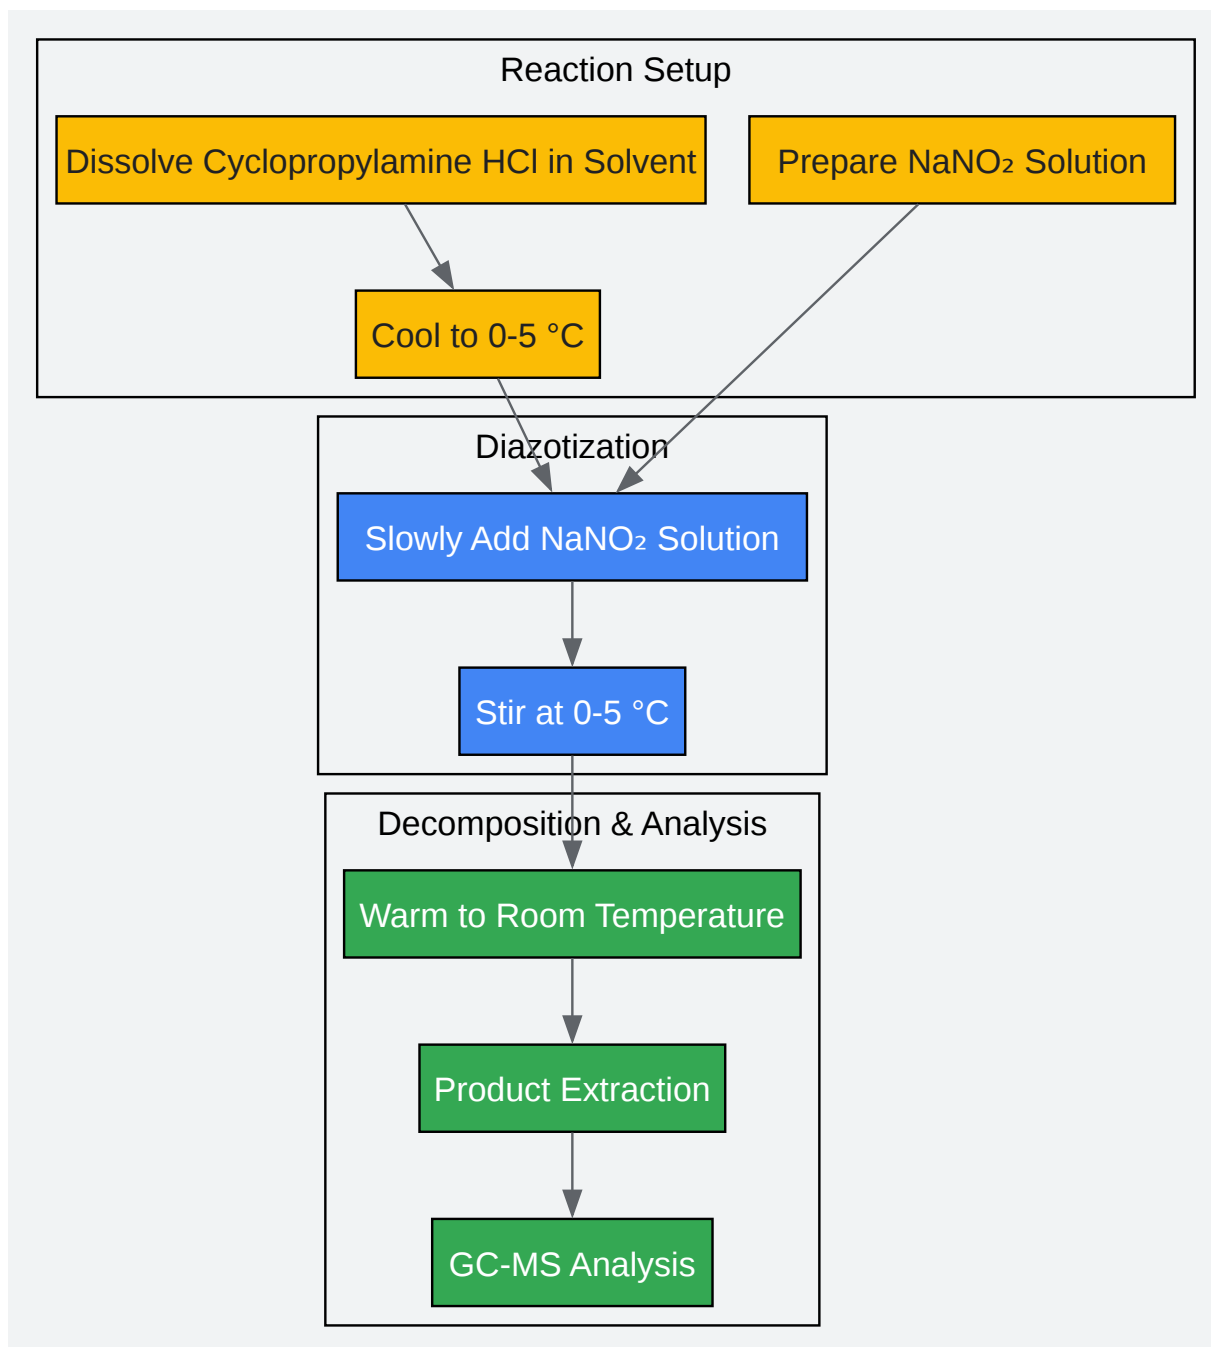 Reaction Setup
Dissolve Cyclopropylamine HCl in Solvent
Prepare NaNO₂ Solution
Cool to 0-5 °C
Diazotization
Slowly Add NaNO₂ Solution
Stir at 0-5 °C
Decomposition & Analysis
Warm to Room Temperature
Product Extraction
GC-MS Analysis